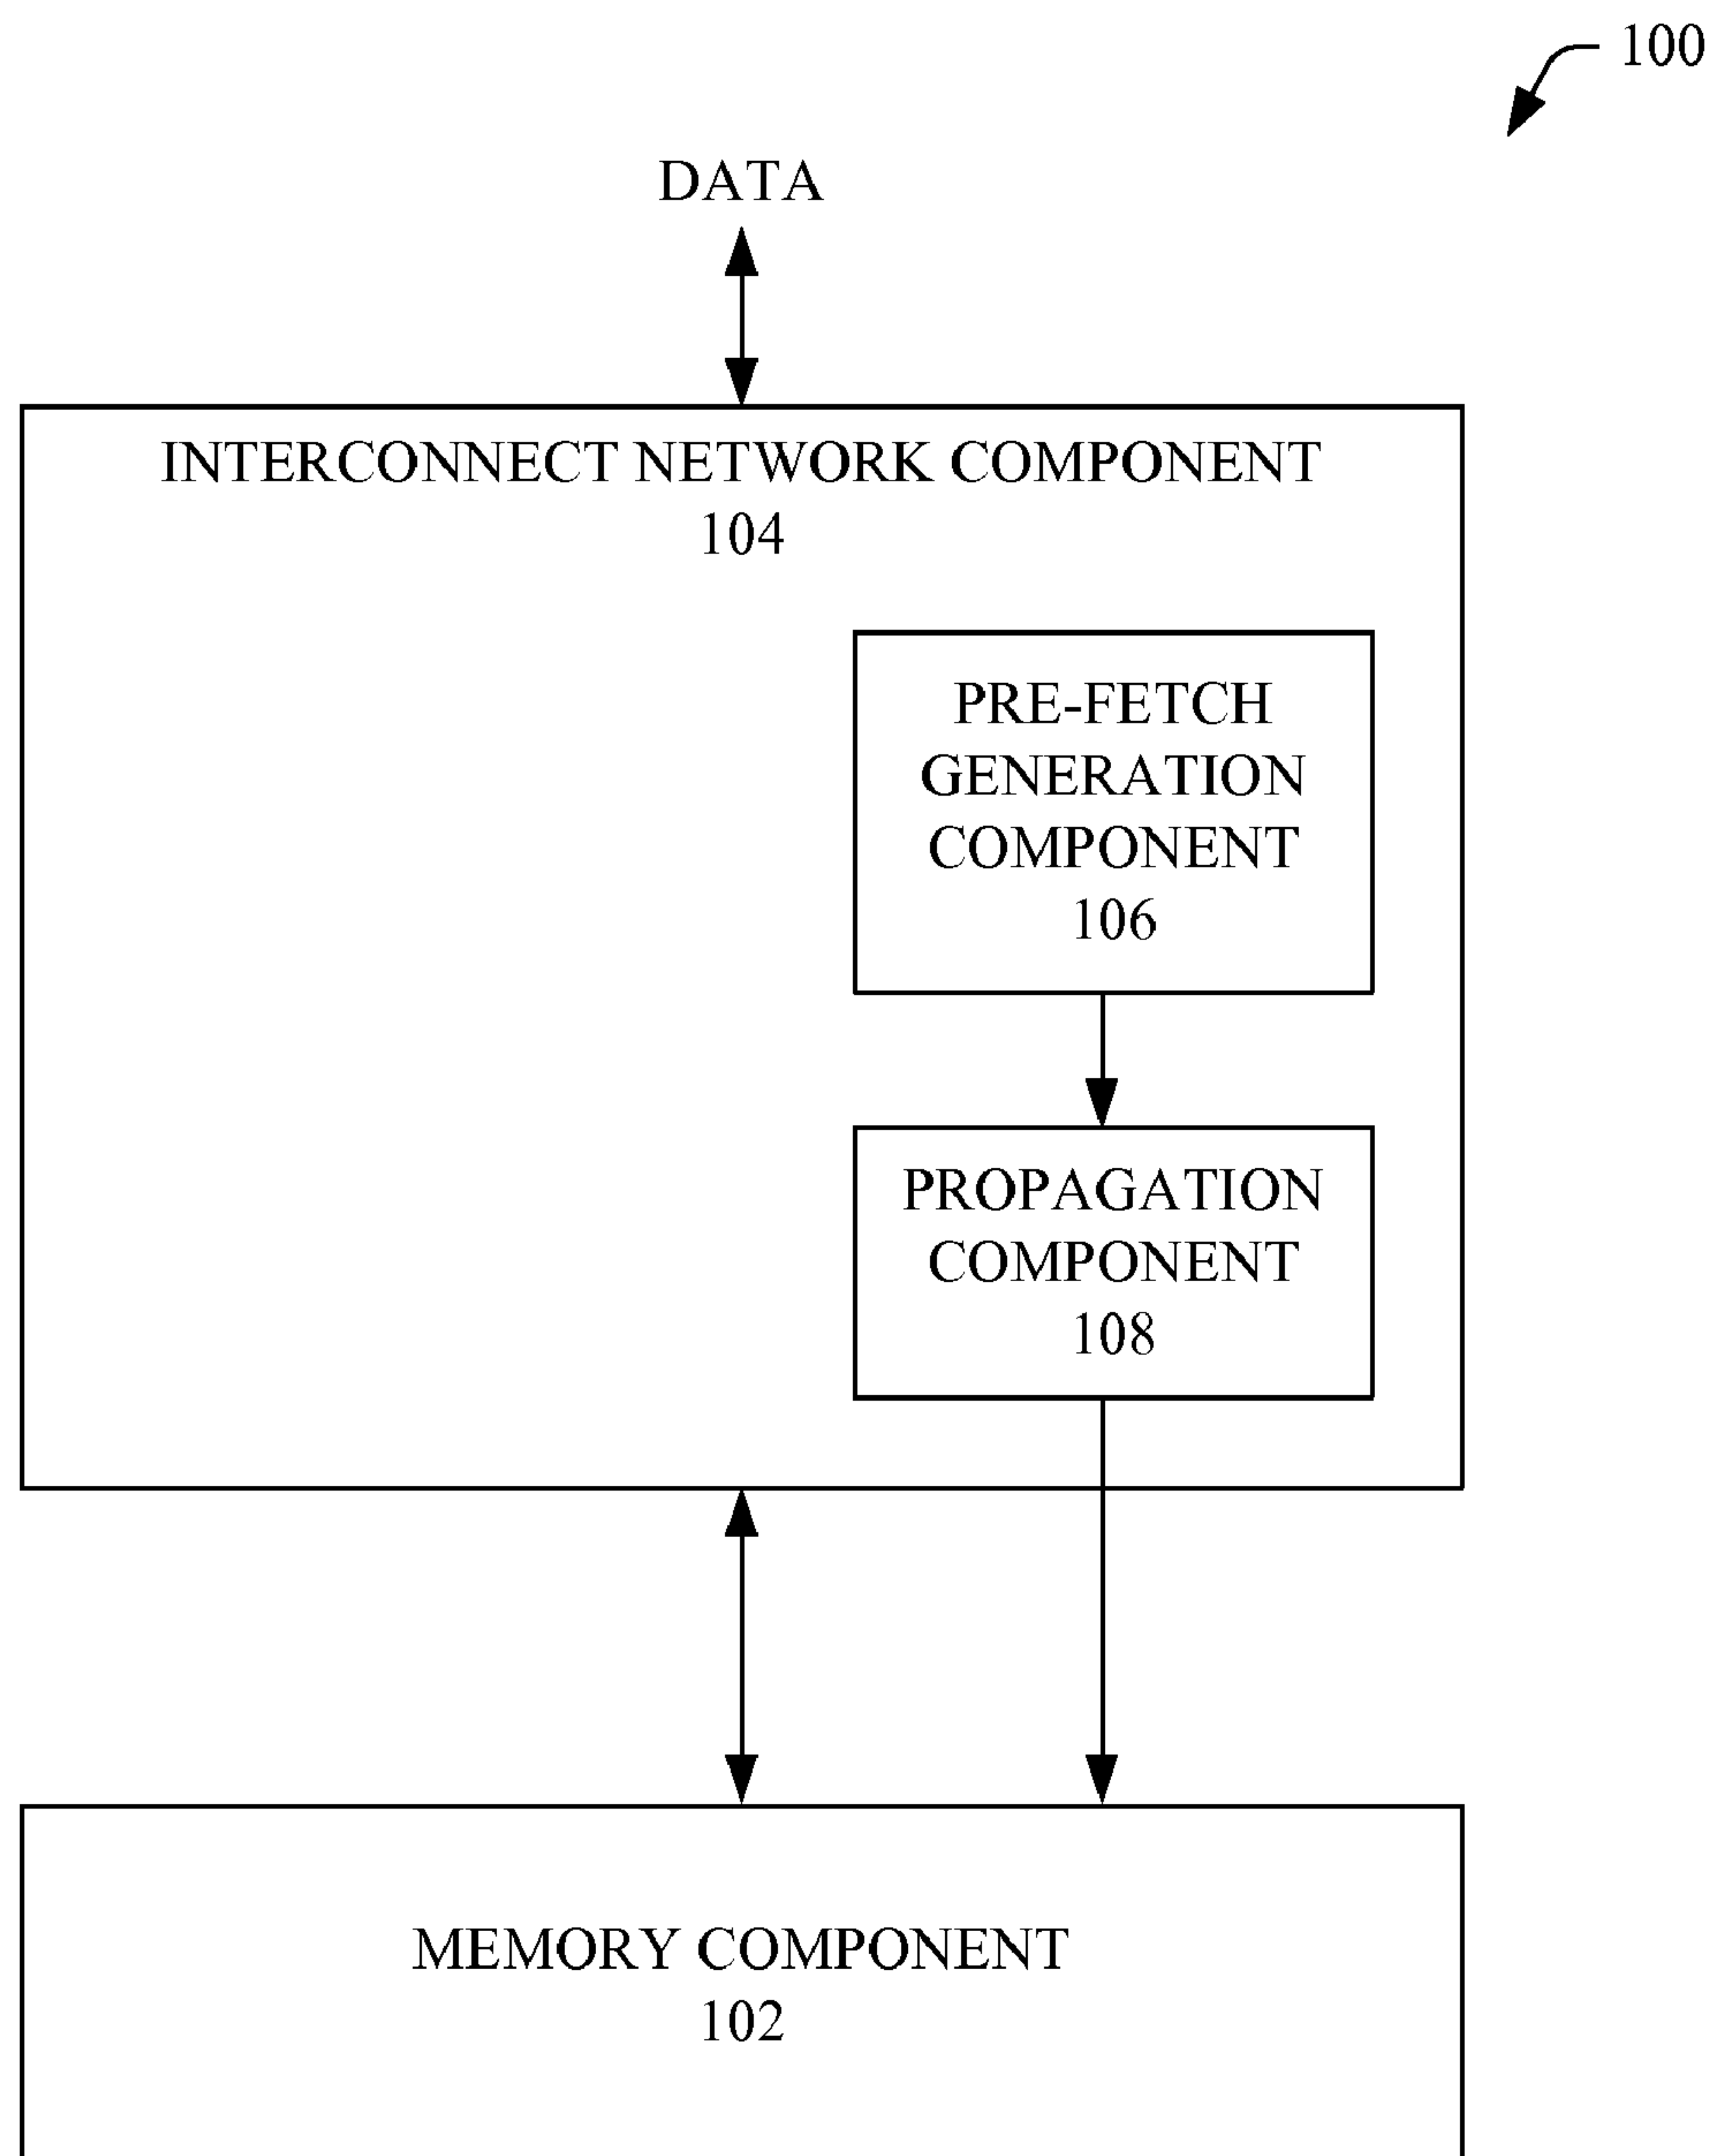 100
DATA
INTERCONNECT NETWORK COMPONENT
104
PRE-FETCH
GENERATION
COMPONENT
106
PROPAGATION
COMPONENT
108
MEMORY COMPONENT
102